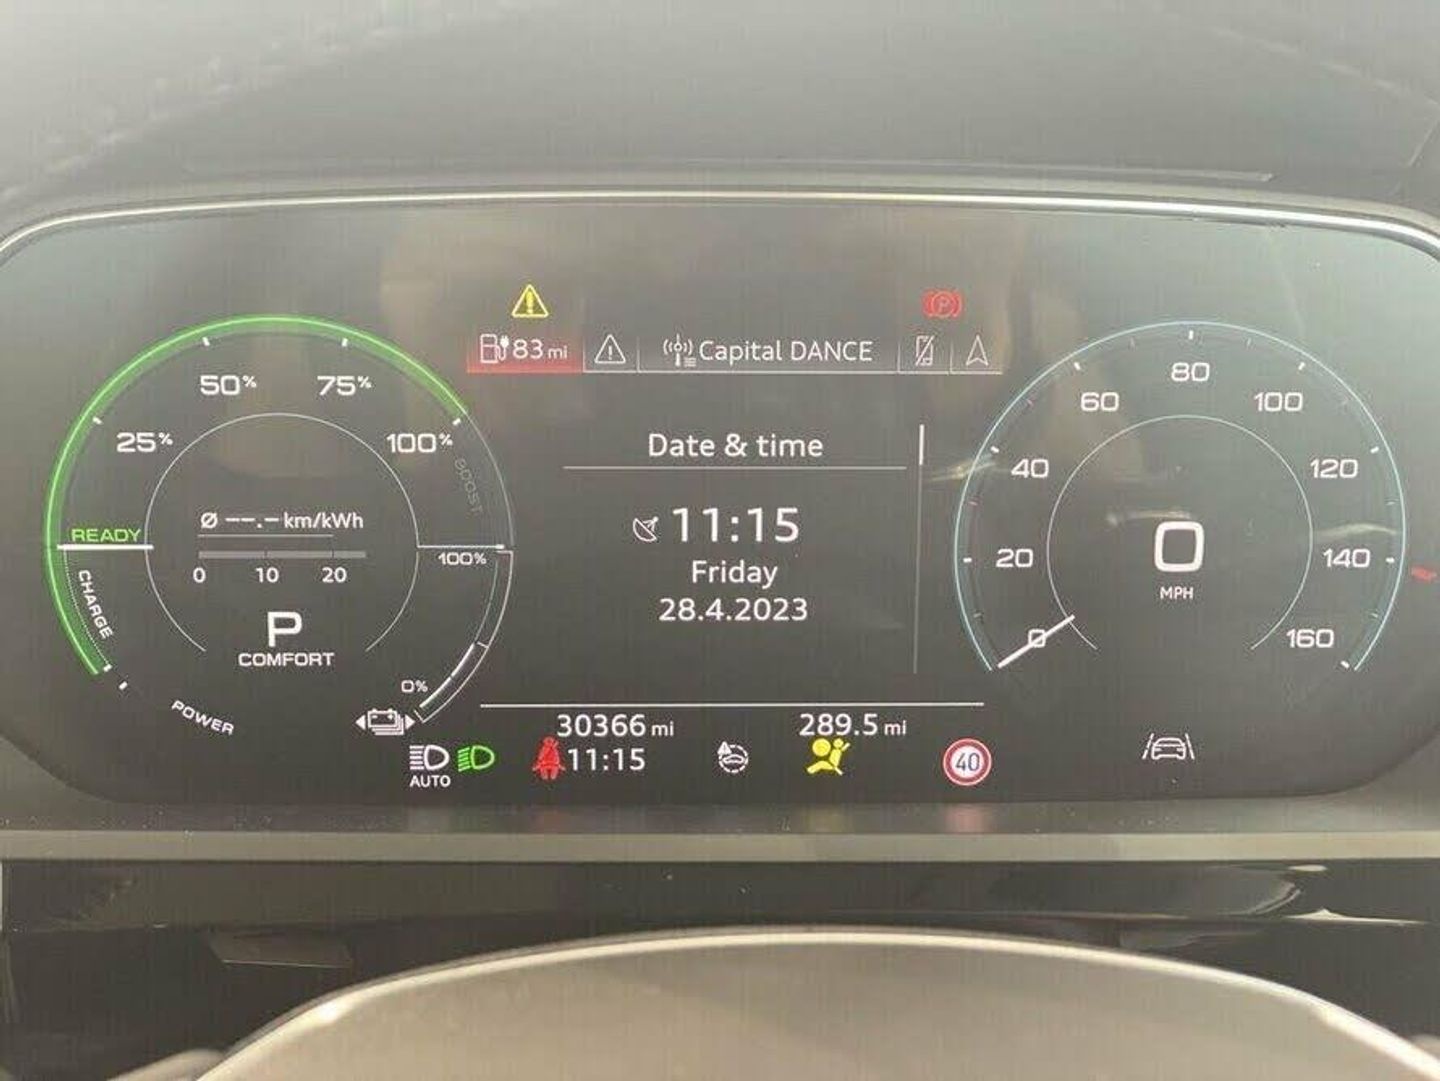 83 mi
Capital DANCE
50%
75%
25%
100%
BOOST
READY
CHARGE
POWER
Ø --.- km/kWh
0 10 20
P
COMFORT
100%
0%
Date & time
11:15
Friday
28.4.2023
30366 mi
289.5 mi
AUTO
11:15
40
P
0
20
40
60
80
100
120
140
160
0
MPH